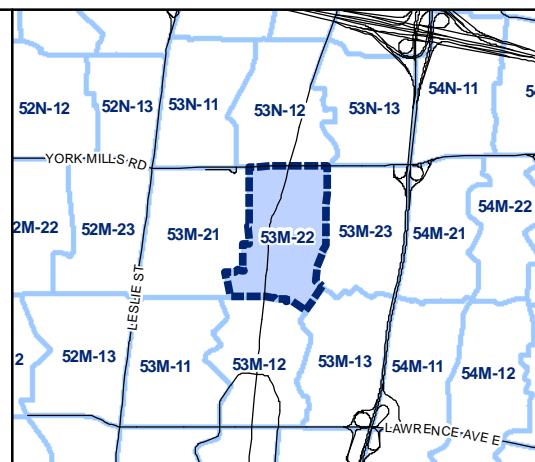 54N-11
52N-12
52N-13
53N-11
53N-12
53N-13
54
YORK MILLS RD
2M-22
52M-23
53M-21
53M-22
53M-23
54M-21
54M-22
LESLIE ST
2
52M-13
53M-11
53M-12
53M-13
54M-11
54M-12
LAWRENCE AVE E